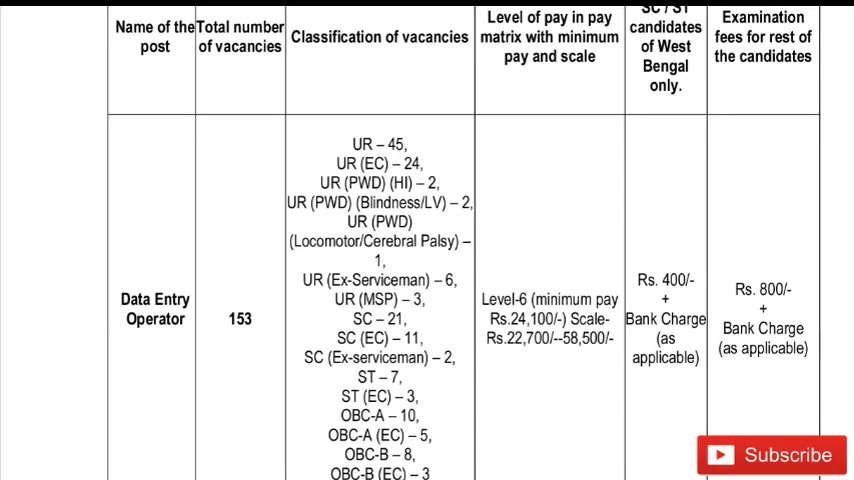 Name of the post
Total number of vacancies
Classification of vacancies
Level of pay in pay matrix with minimum pay and scale
SC / ST candidates of West Bengal only.
Examination fees for rest of the candidates
Data Entry Operator
153
UR – 45,
UR (EC) – 24,
UR (PWD) (HI) – 2,
UR (PWD) (Blindness/LV) – 2,
UR (PWD)
(Locomotor/Cerebral Palsy) –
1,
UR (Ex-Serviceman) – 6,
UR (MSP) – 3,
SC – 21,
SC (EC) – 11,
SC (Ex-serviceman) – 2,
ST – 7,
ST (EC) – 3,
OBC-A – 10,
OBC-A (EC) – 5,
OBC-B – 8,
OBC-B (EC) – 3
Level-6 (minimum pay
Rs.24,100/-) Scale-
Rs.22,700/--58,500/-
Rs. 400/-
+
Bank Charge
(as
applicable)
Rs. 800/-
+
Bank Charge
(as applicable)
Subscribe